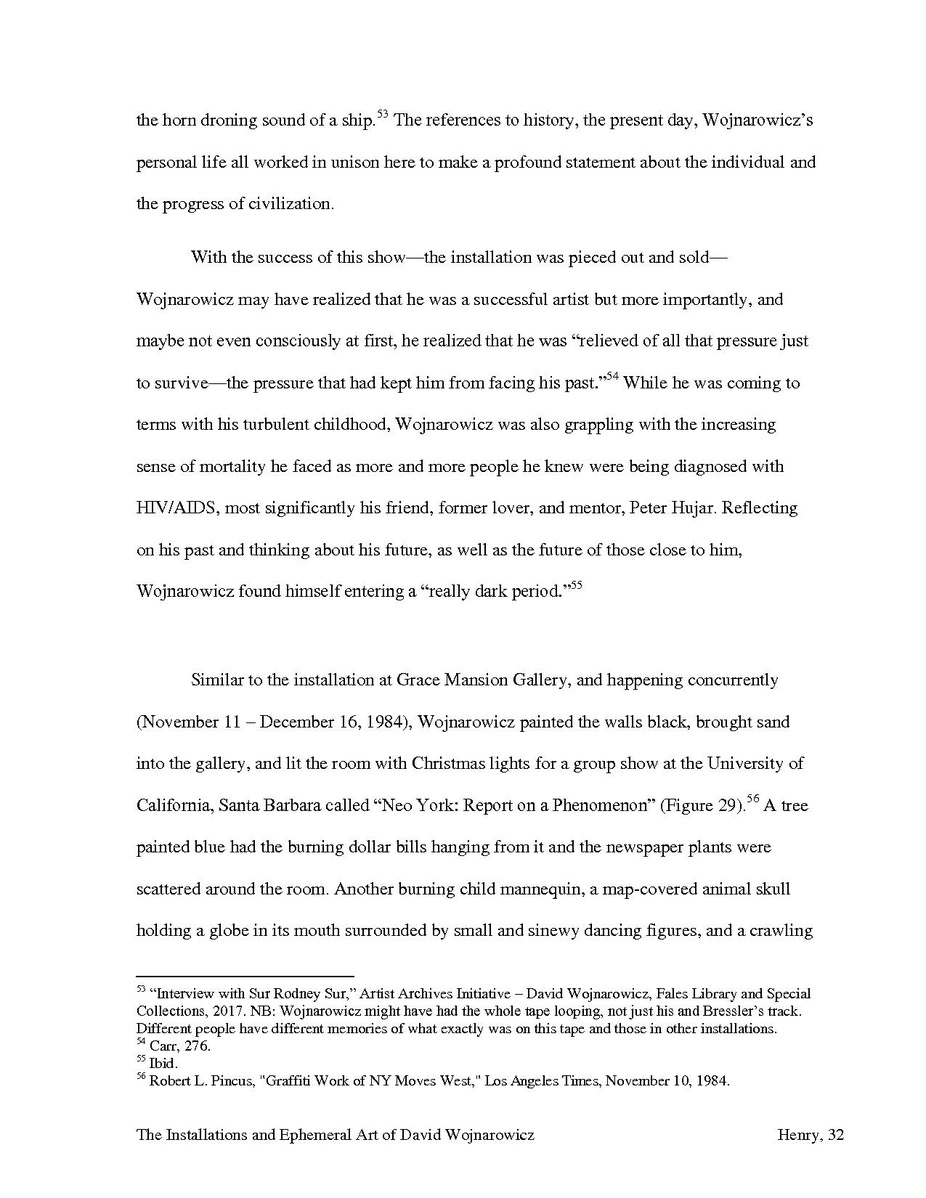 the horn droning sound of a ship.53 The references to history, the present day, Wojnarowicz’s
personal life all worked in unison here to make a profound statement about the individual and
the progress of civilization.
With the success of this show—the installation was pieced out and sold—
Wojnarowicz may have realized that he was a successful artist but more importantly, and
maybe not even consciously at first, he realized that he was “relieved of all that pressure just
to survive—the pressure that had kept him from facing his past.”54 While he was coming to
terms with his turbulent childhood, Wojnarowicz was also grappling with the increasing
sense of mortality he faced as more and more people he knew were being diagnosed with
HIV/AIDS, most significantly his friend, former lover, and mentor, Peter Hujar. Reflecting
on his past and thinking about his future, as well as the future of those close to him,
Wojnarowicz found himself entering a “really dark period.”55
Similar to the installation at Grace Mansion Gallery, and happening concurrently
(November 11 – December 16, 1984), Wojnarowicz painted the walls black, brought sand
into the gallery, and lit the room with Christmas lights for a group show at the University of
California, Santa Barbara called “Neo York: Report on a Phenomenon” (Figure 29).56 A tree
painted blue had the burning dollar bills hanging from it and the newspaper plants were
scattered around the room. Another burning child mannequin, a map-covered animal skull
holding a globe in its mouth surrounded by small and sinewy dancing figures, and a crawling
53 “Interview with Sur Rodney Sur,” Artist Archives Initiative – David Wojnarowicz, Fales Library and Special
Collections, 2017. NB: Wojnarowicz might have had the whole tape looping, not just his and Bressler’s track.
Different people have different memories of what exactly was on this tape and those in other installations.
54 Carr, 276.
55 Ibid.
56 Robert L. Pincus, "Graffiti Work of NY Moves West," Los Angeles Times, November 10, 1984.
The Installations and Ephemeral Art of David Wojnarowicz Henry, 32